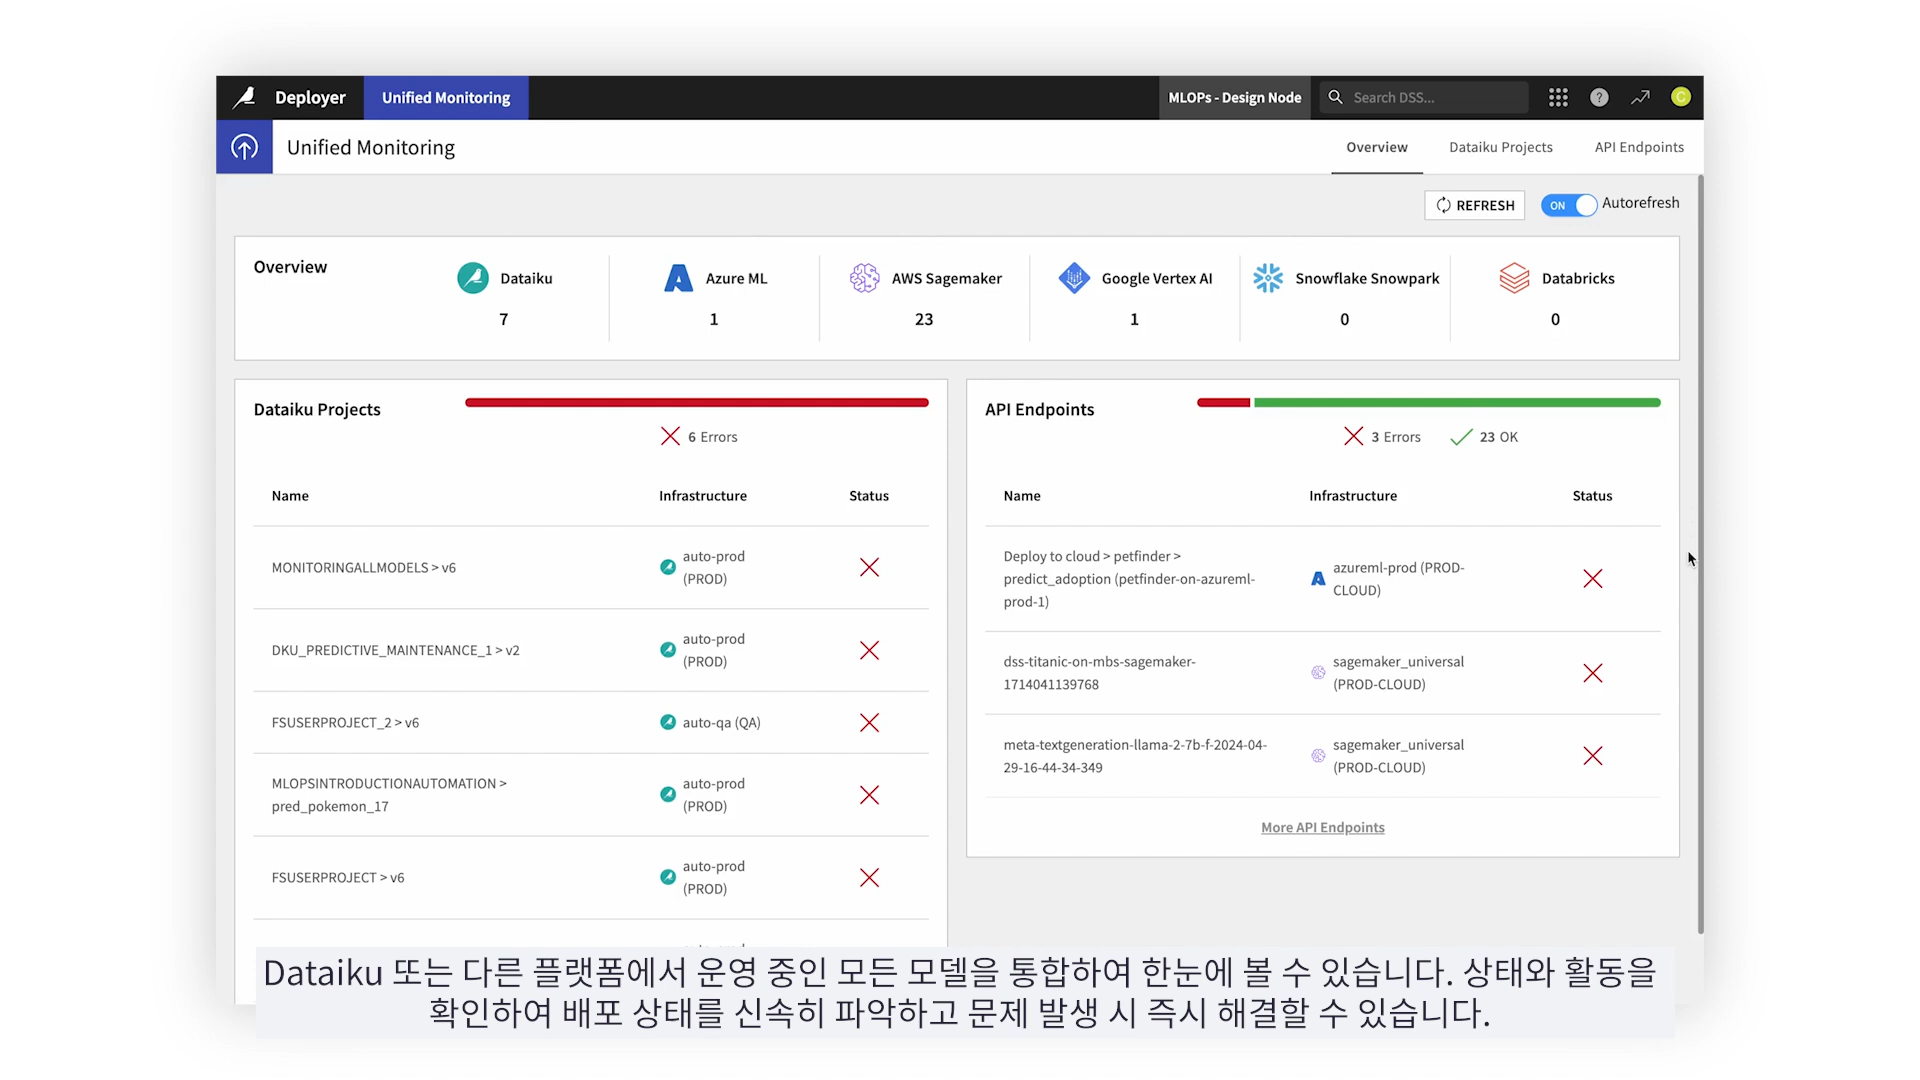 Deployer
Unified Monitoring
MLOPs - Design Node
Search DSS...
?
C
Unified Monitoring
Overview
Dataiku Projects
API Endpoints
REFRESH
ON
Autorefresh
Overview
Dataiku
7
Azure ML
1
AWS Sagemaker
23
Google Vertex AI
1
Snowflake Snowpark
0
Databricks
0
Dataiku Projects
6 Errors
Name Infrastructure Status
MONITORINGALLMODELS > v6
auto-prod
(PROD)
DKU_PREDICTIVE_MAINTENANCE_1 > v2
auto-prod
(PROD)
FSUSERPROJECT_2 > v6
auto-qa (QA)
MLOPSINTRODUCTIONAUTOMATION >
pred_pokemon_17
auto-prod
(PROD)
FSUSERPROJECT > v6
auto-prod
(PROD)
API Endpoints
3 Errors
23 OK
Name Infrastructure Status
Deploy to cloud > petfinder >
predict_adoption (petfinder-on-azureml-
prod-1)
azureml-prod (PROD-
CLOUD)
dss-titanic-on-mbs-sagemaker-
1714041139768
sagemaker_universal
(PROD-CLOUD)
meta-textgeneration-llama-2-7b-f-2024-04-
29-16-44-34-349
sagemaker_universal
(PROD-CLOUD)
More API Endpoints
Dataiku 또는 다른 플랫폼에서 운영 중인 모든 모델을 통합하여 한눈에 볼 수 있습니다. 상태와 활동을
확인하여 배포 상태를 신속히 파악하고 문제 발생 시 즉시 해결할 수 있습니다.